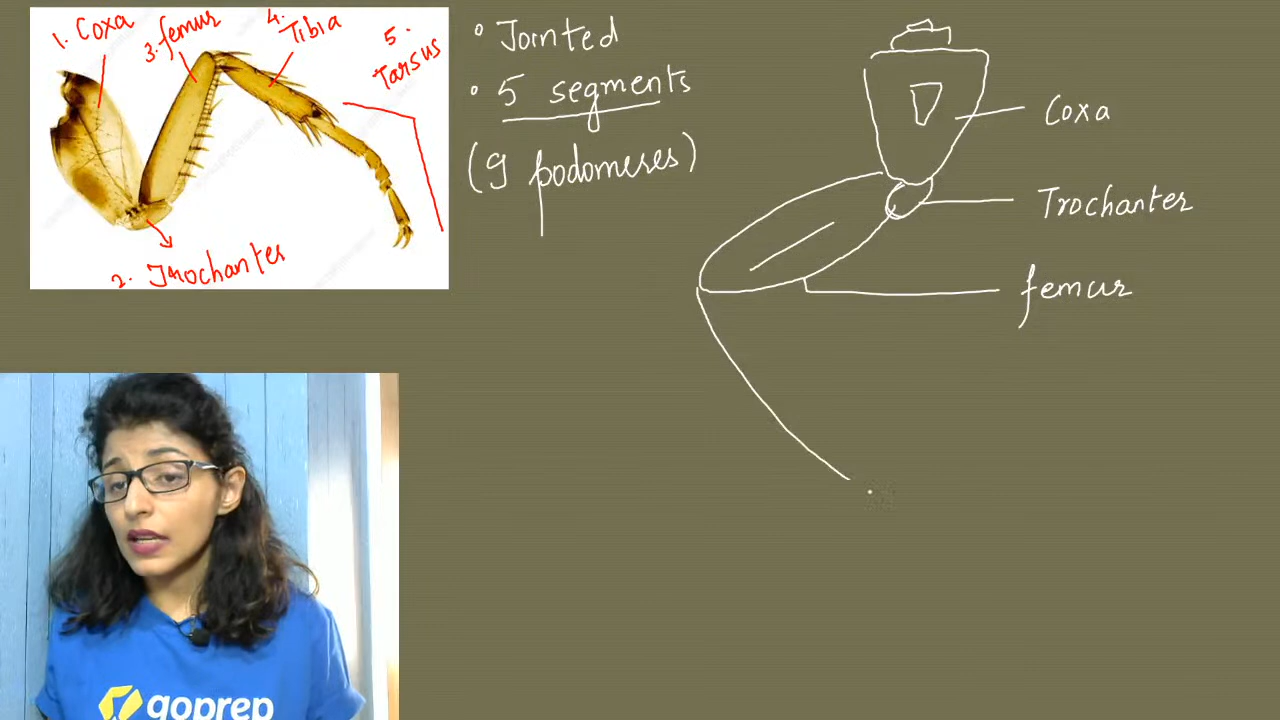 1. Coxa
3. femur
4. Tibia
5. Tarsus
2. Trochanter
• Jointed
• 5 segments
(9 podomeres)
Coxa
Trochanter
femur
goprep